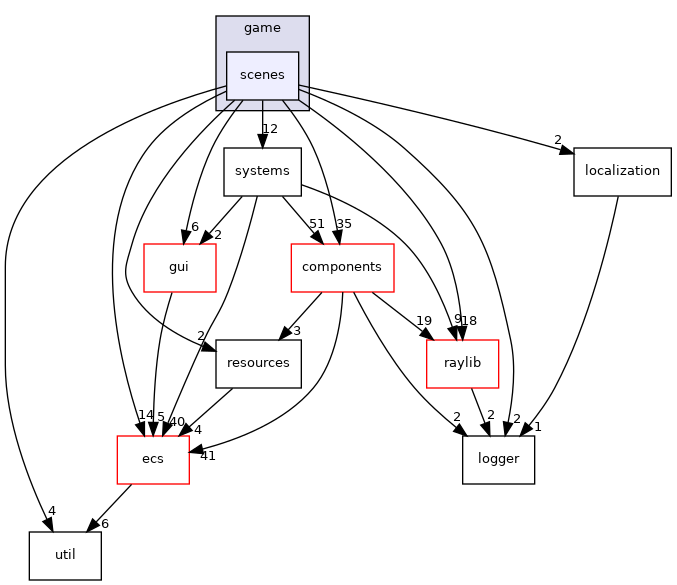 game
scenes
12
2
systems
localization
6
2
51
35
gui
components
2
3
19
9
18
resources
raylib
14
5
40
4
41
2
2
2
1
ecs
logger
4
6
util